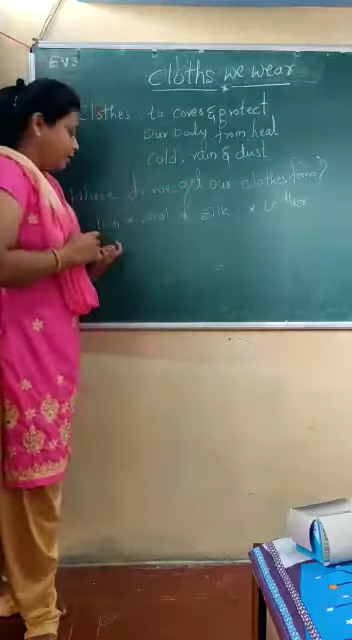 EVS
Cloths we wear
Clothes . to cover & protect
Our body from heat
cold, rain & dust
where do we get our clothes from ?
* wool * silk * Leather